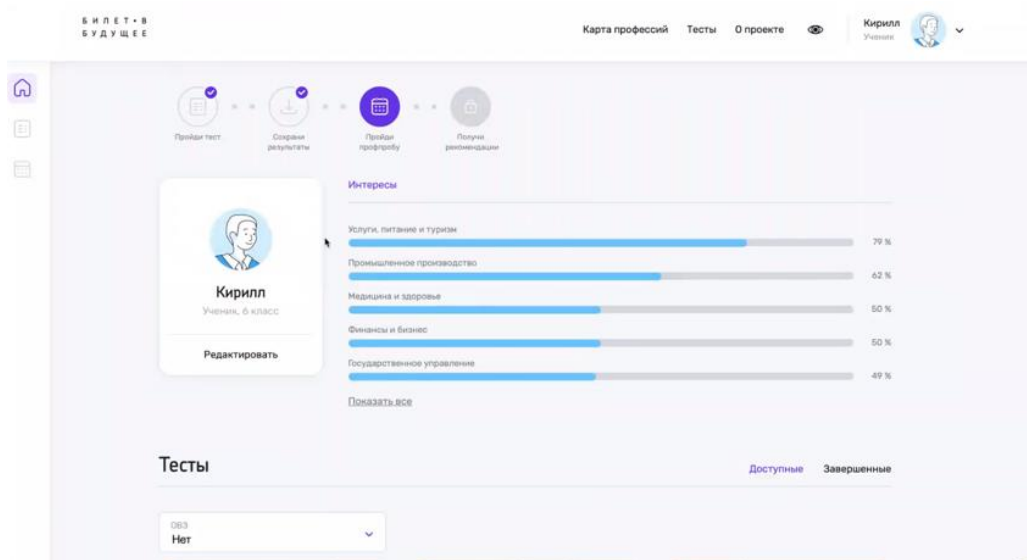 БИЛЕТ•В
БУДУЩЕЕ
Карта профессий
Тесты
О проекте
Кирилл
Ученик
Пройди тест
Сохрани
результаты
Пройди
профпробу
Получи
рекомендации
Интересы
Услуги, питание и туризм
79 %
Промышленное производство
62 %
Медицина и здоровье
50 %
Финансы и бизнес
50 %
Государственное управление
49 %
Показать все
Кирилл
Ученик, 6 класс
Редактировать
Тесты
Доступные
Завершенные
ОВЗ
Нет